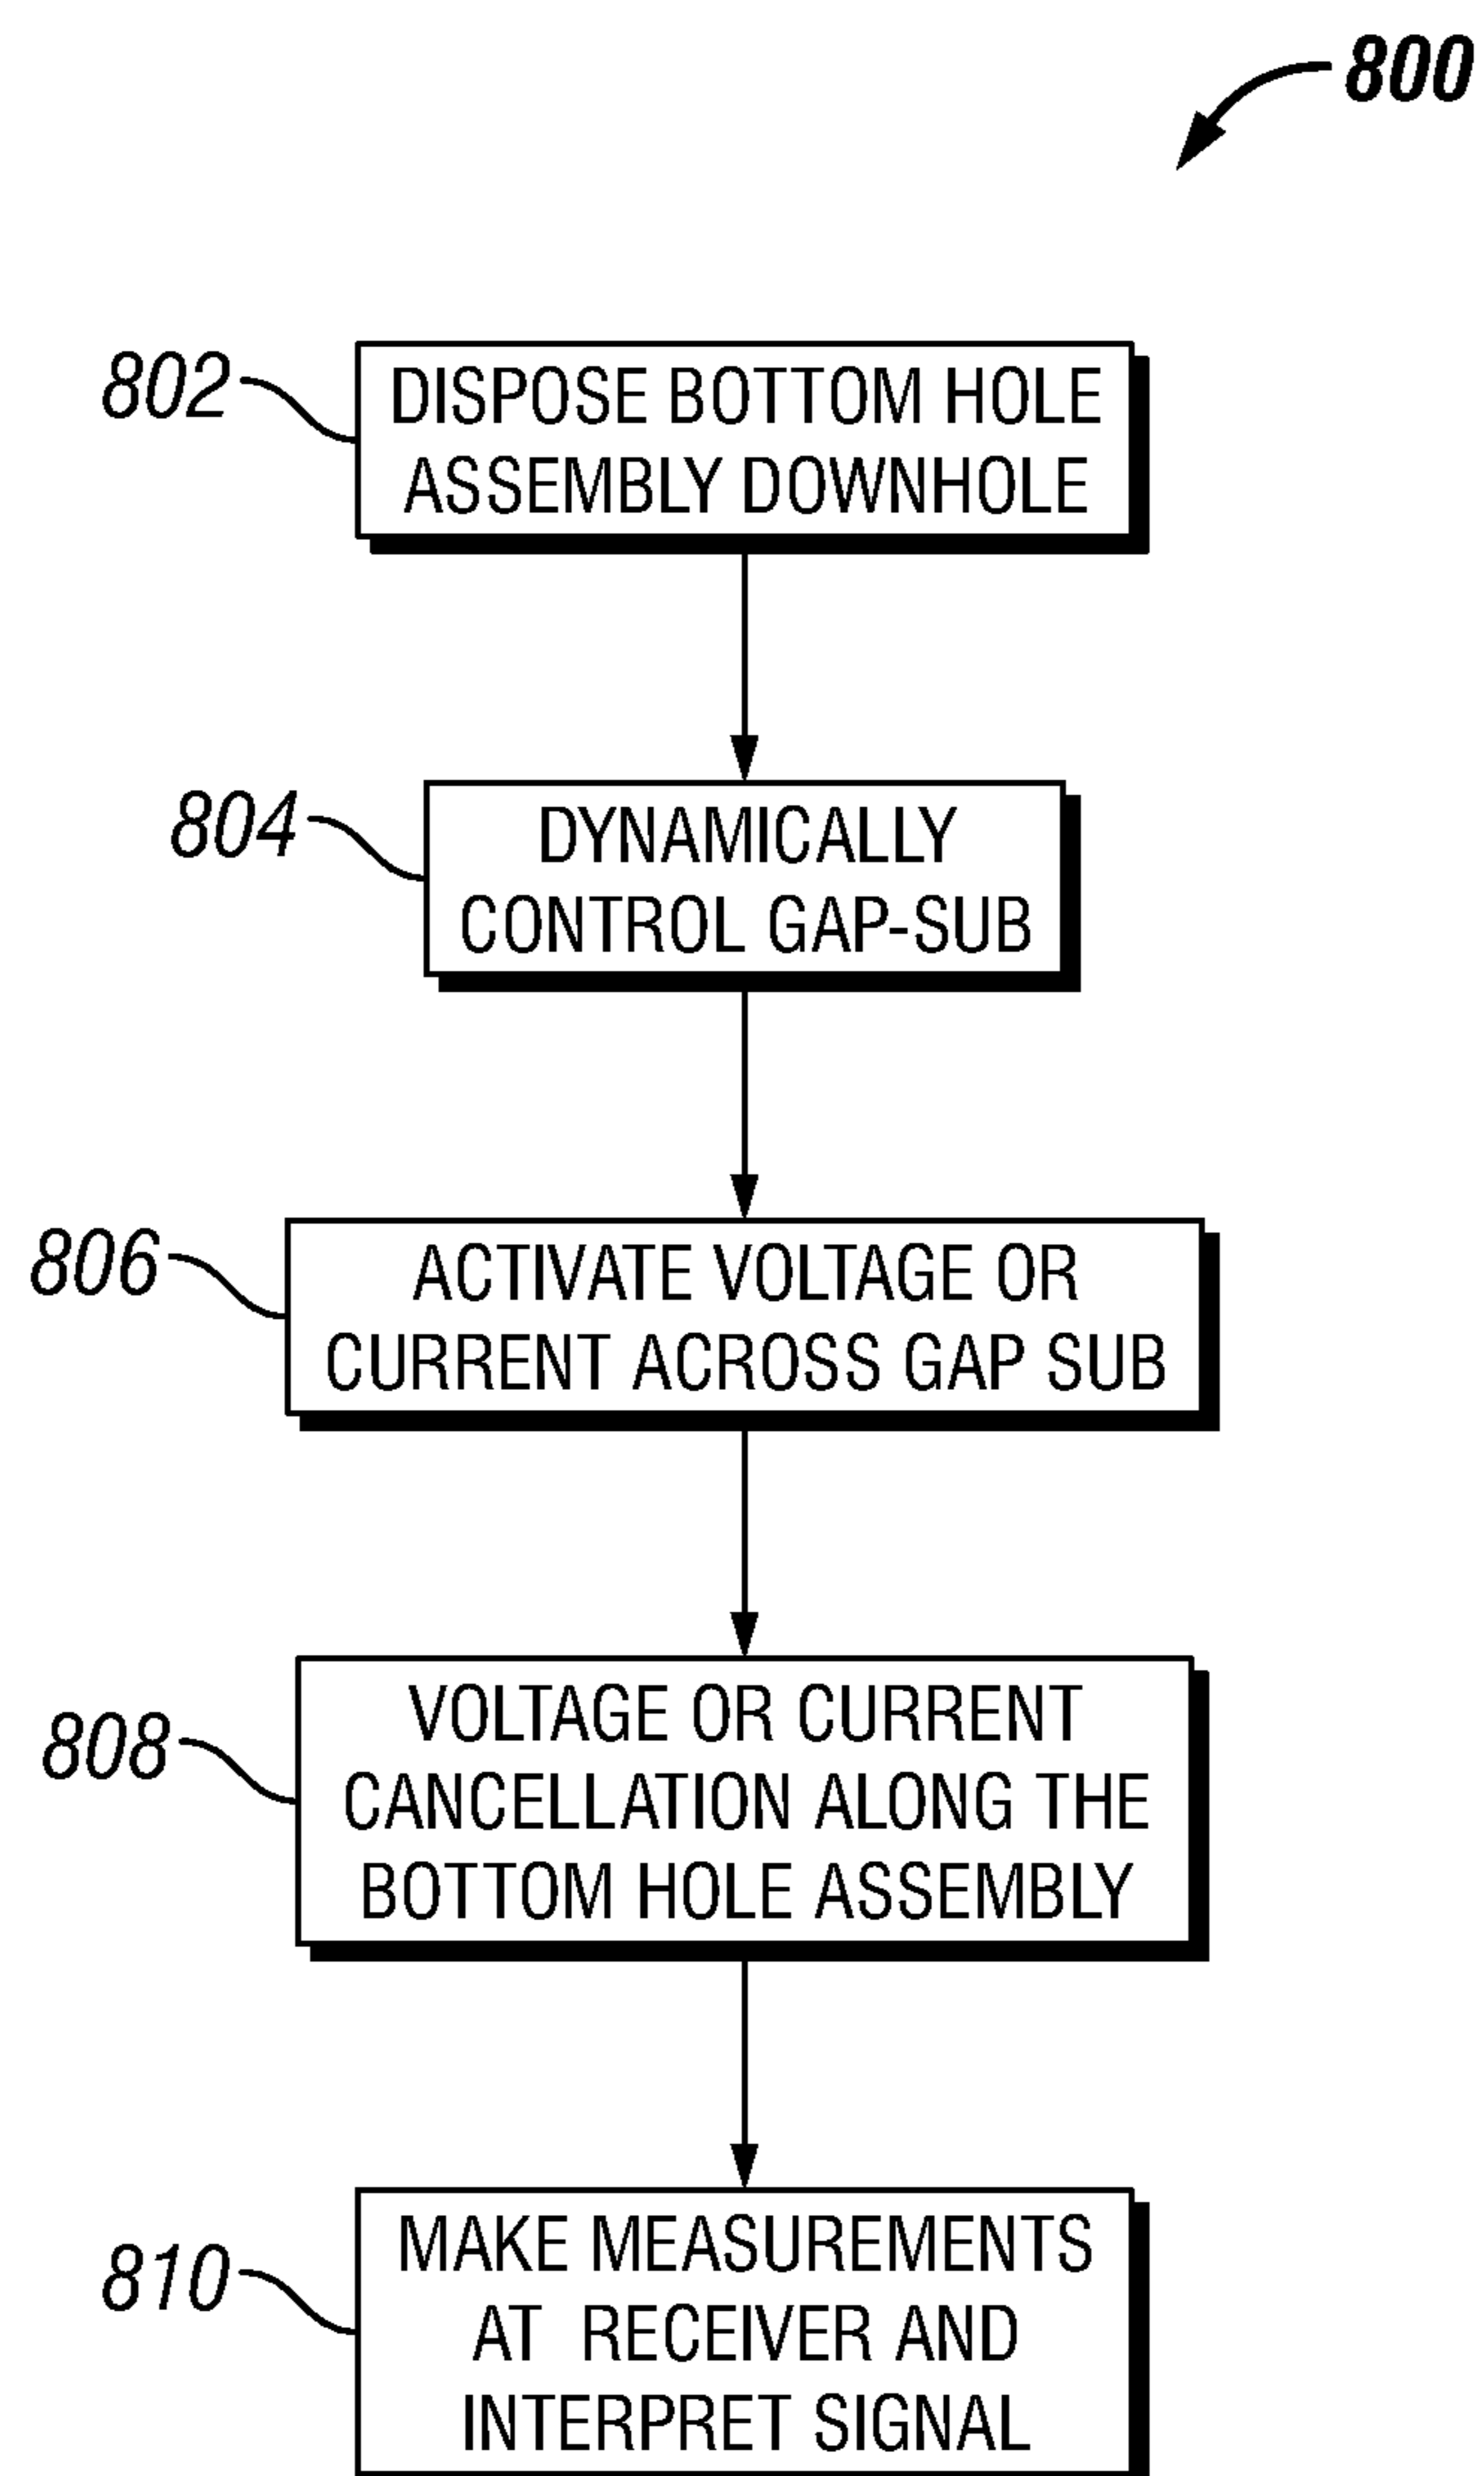 800
802
DISPOSE BOTTOM HOLE
ASSEMBLY DOWNHOLE
804
DYNAMICALLY
CONTROL GAP-SUB
806
ACTIVATE VOLTAGE OR
CURRENT ACROSS GAP SUB
808
VOLTAGE OR CURRENT
CANCELLATION ALONG THE
BOTTOM HOLE ASSEMBLY
810
MAKE MEASUREMENTS
AT RECEIVER AND
INTERPRET SIGNAL